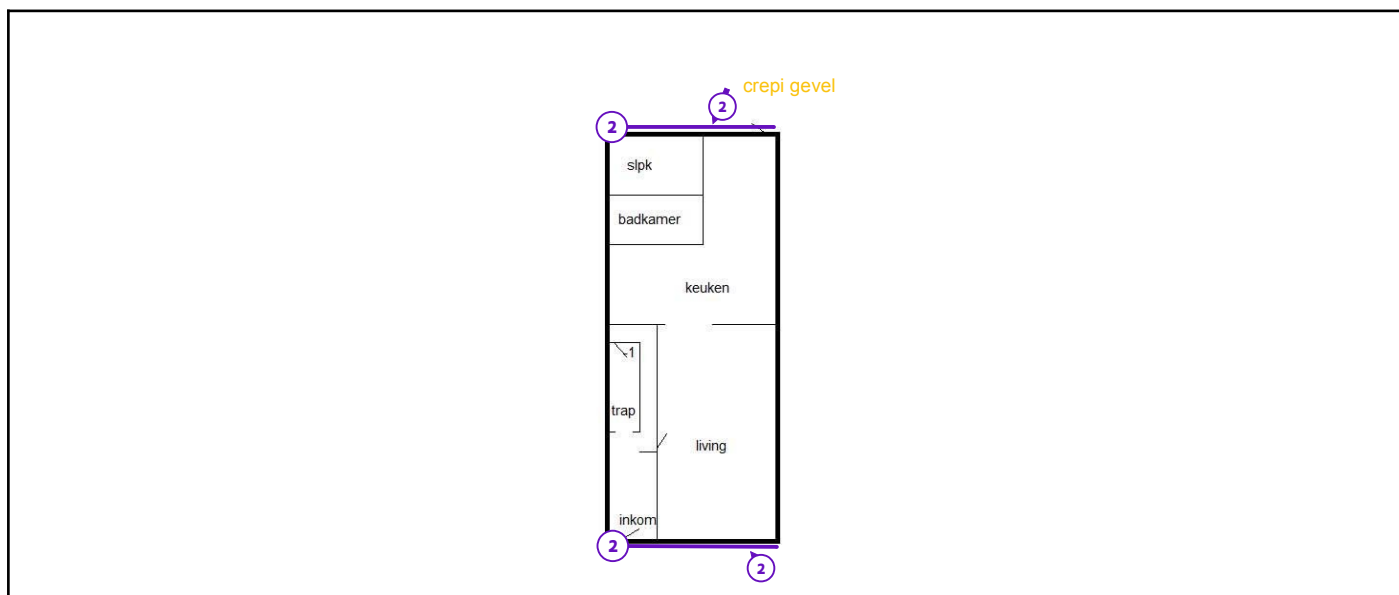 crepi gevel
2
2
slpk
badkamer
keuken
-1
trap
living
inkom
2
2